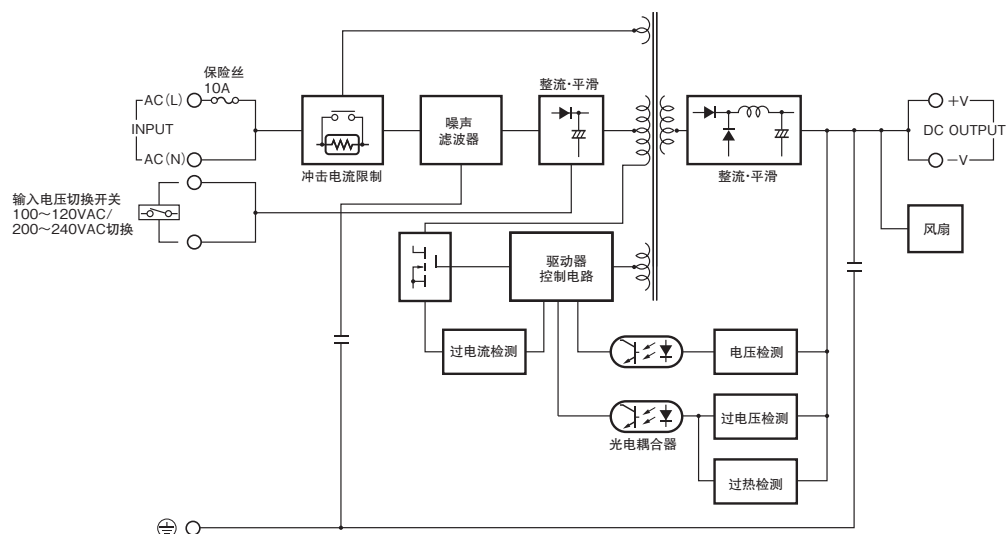 保险丝
10A
AC(L)
INPUT
AC(N)
输入电压切换开关
100～120VAC/
200～240VAC切换
冲击电流限制
噪声
滤波器
整流·平滑
整流·平滑
+V
DC OUTPUT
−V
风扇
驱动器
控制电路
过电流检测
电压检测
过电压检测
光电耦合器
过热检测